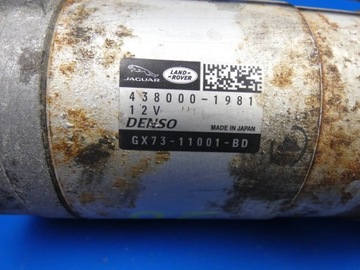 JAGUAR
LAND ROVER
438000-1981
12V
DENSO
MADE IN JAPAN
GX73-11001-BD